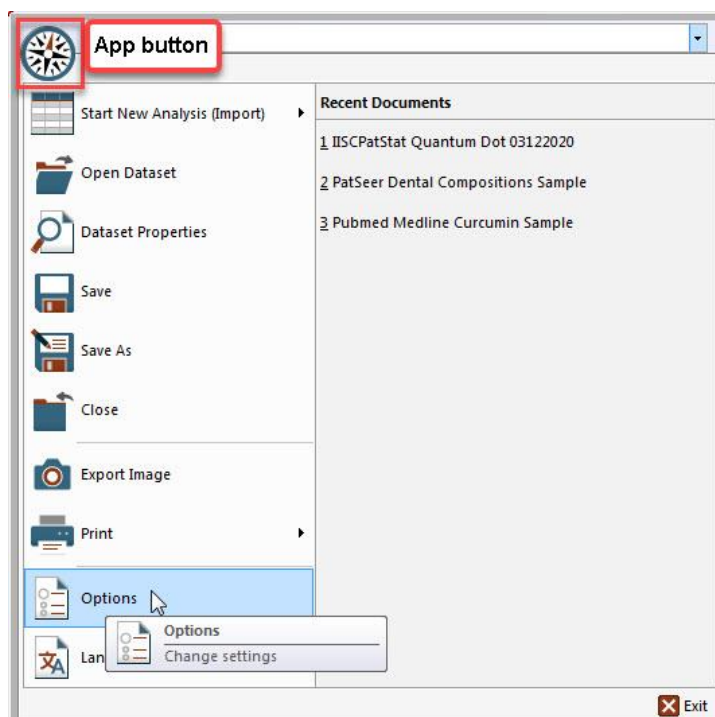 App button
Start New Analysis (Import)
Open Dataset
Dataset Properties
Save
Save As
Close
Export Image
Print
Options
Lan
Options
Change settings
Recent Documents
1 IISCPatStat Quantum Dot 03122020
2 PatSeer Dental Compositions Sample
3 Pubmed Medline Curcumin Sample
Exit